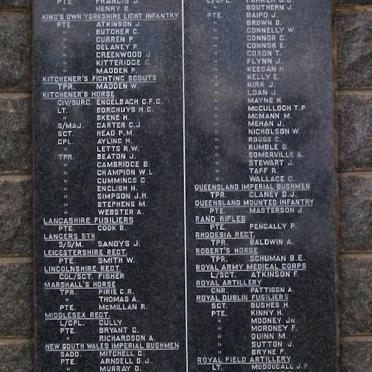 PTE. FRANCIS J.
" HENRY B.
KING'S OWN YORKSHIRE LIGHT INFANTRY
PTE. ATKINSON J.
" BUTCHER C.
" CURREN P.
" DELANEY P.
" GREENWOOD J.
" KITTERIDGE C.
" MADDEN P.
KITCHENER'S FIGHTING SCOUTS
TPR. MADDEN W.
KITCHENER'S HORSE
CIV/SURG. ENGELBACH C.F.G.
LT. BORCHUYS H.C.
" SKENE H.
S/MAJ. CARTER C.J.
SGT. HEAD P.M.
CPL. AYLING H.
" LETTS R.W.
TPR. BEATON J.
" CAMBRIDGE B.
" CHAMPION W.L.
" CUMMINGS C.
" ENGLISH H.
" SIMPSON J.H.
" STEPHENS M.
" WEBSTER A.
LANCASHIRE FUSILIERS
PTE. COOK B.
LANCERS 5TH
S/S/M. SANDYS J.
LEICESTERSHIRE REGT.
PTE. SMITH W.
LINCOLNSHIRE REGT.
COL/SGT. FISHER
MARSHALL'S HORSE
TPR. PIRIE C.R.
" THOMAS A.
PTE. McMILLAN R.
MIDDLESEX REGT.
L/CPL. CULLY
PTE. BRYANT C.
" RICHARDSON A.
NEW SOUTH WALES IMPERIAL BUSHMEN
SADD. MITCHELL C.
PTE. ARNDELL D.J.
" MURRAY D.
L/CPL.
" SOUTHERN J.
PTE. BAIPO J.
" BROWN D.
" CONNELLY W.
" CONNOR C.
" CONNOR E.
" COXON T.
" FLYNN J.
" KEEGAN H.
" KELLY E.
" KIRK J.
" LOAN J.
" MAYNE H.
" McCULLOCH T.P.
" McMANN M.
" MEHAN J.
" NICHOLSON W.
" ROUGE C.
" RUMBLE D.
" SOMERVILLE A.
" STEWART J.
" TAFF R.
" WALLACE C.
QUEENSLAND IMPERIAL BUSHMEN
TPR. CLANEY D.J.
QUEENSLAND MOUNTED INFANTRY
PTE. MASTERSON J.
RAND RIFLES
PTE. PENCALLY P.
RHODESIA REGT.
TPR. BALDWIN A.
ROBERT'S HORSE
TPR. SCHUMAN B.E.
ROYAL ARMY MEDICAL CORPS
L/SGT. ATKINSON F.
ROYAL ARTILLERY
GNR. PATTISON A.
ROYAL DUBLIN FUSILIERS
SGT. BUSHES H.
PTE. KINNY H.
" MOONEY JN.
" MORONEY F.
" QUINN M.
" SUTTON J.
" BRYNE F.
ROYAL FIELD ARTILLERY
LT. McDOUGALL J.P.